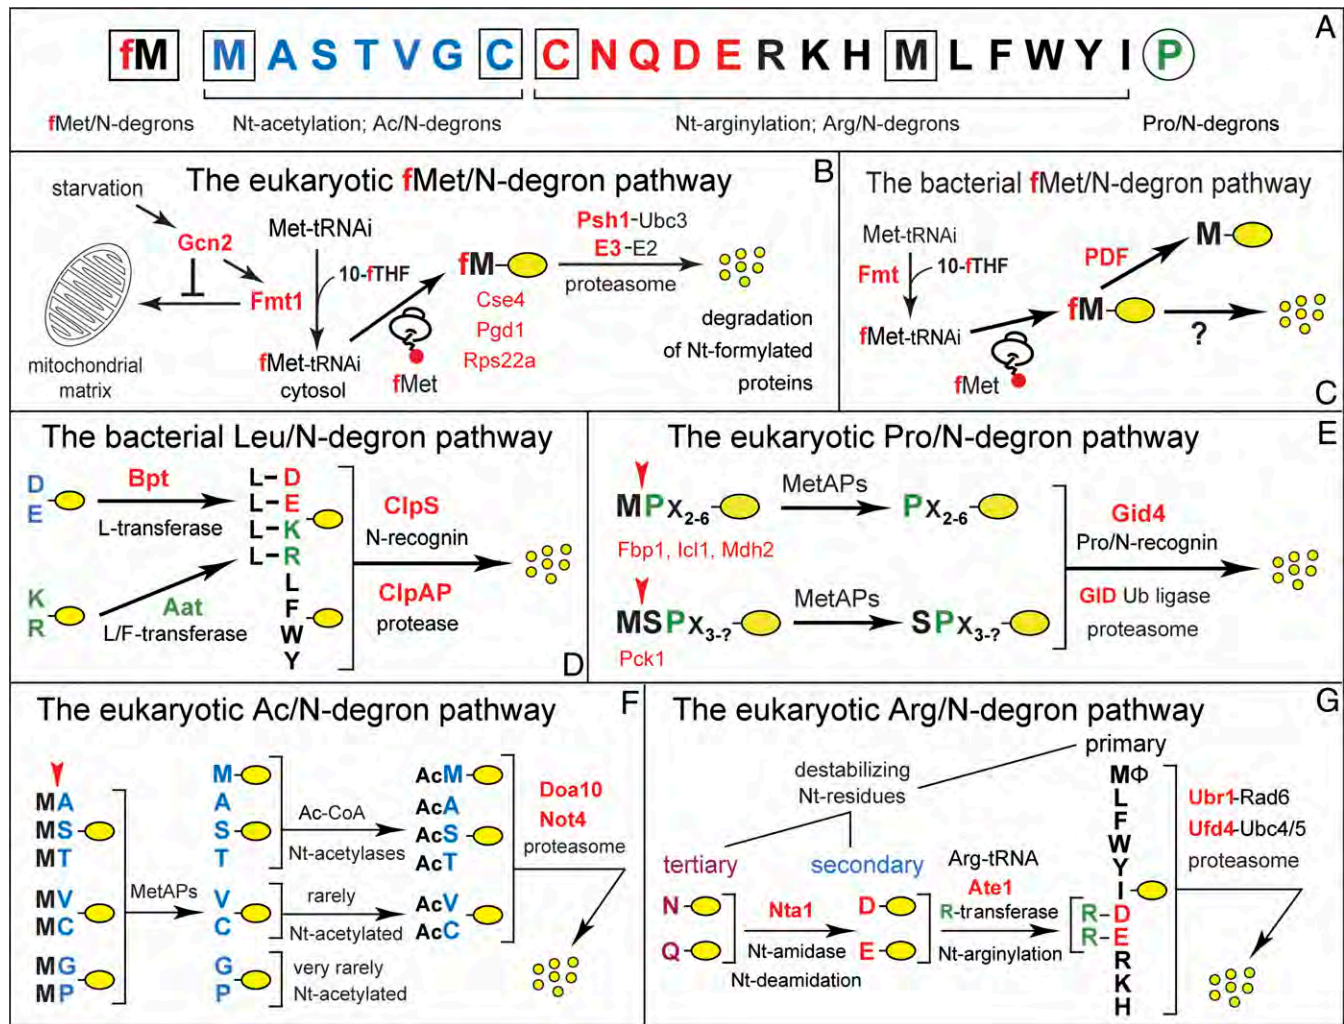 A
fM M A S T V G C C N Q D E R K H M L F W Y I P
fMet/N-degrons Nt-acetylation; Ac/N-degrons Nt-arginylation; Arg/N-degrons Pro/N-degrons
B
The eukaryotic fMet/N-degron pathway
starvation
Gcn2
Fmt1
mitochondrial
matrix
Met-tRNAi
10-fTHF
fMet-tRNAi
cytosol
fMet
fM
Cse4
Pgd1
Rps22a
Psh1-Ubc3
E3-E2
proteasome
degradation
of Nt-formylated
proteins
The bacterial fMet/N-degron pathway
Met-tRNAi
Fmt
10-fTHF
fMet-tRNAi
fMet
fM
PDF
M
?
C
The bacterial Leu/N-degron pathway
D
E
Bpt
L-transferase
K
R
Aat
L/F-transferase
L-D
L-E
L-K
L-R
L
F
W
Y
ClpS
N-recognin
ClpAP
protease
D
The eukaryotic Pro/N-degron pathway
E
MPX2-6
Fbp1, Icl1, Mdh2
MetAPs
PX2-6
MSPX3-?
Pck1
MetAPs
SPX3-?
Gid4
Pro/N-recognin
GID Ub ligase
proteasome
The eukaryotic Ac/N-degron pathway
F
MA
MS
MT
MV
MC
MG
MP
MetAPs
M
A
S
T
V
C
G
P
Ac-CoA
Nt-acetylases
rarely
Nt-acetylated
very rarely
Nt-acetylated
AcM
AcA
AcS
AcT
AcV
AcC
Doa10
Not4
proteasome
The eukaryotic Arg/N-degron pathway
G
primary
destabilizing
Nt-residues
tertiary
secondary
N
Q
Nta1
Nt-amidase
Nt-deamidation
D
E
Arg-tRNA
Ate1
R-transferase
Nt-arginylation
MΦ
L
F
W
Y
I
R-D
R-E
R
K
H
Ubr1-Rad6
Ufd4-Ubc4/5
proteasome